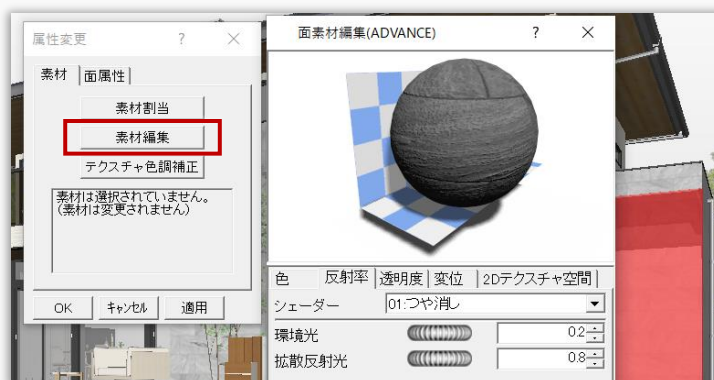 属性変更 ? ×
素材 面属性
素材割当
素材編集
テクスチャ色調補正
素材は選択されていません。
(素材は変更されません)
OK キャンセル 適用
面素材編集(ADVANCE) ? ×
色 反射率 透明度 変位 2Dテクスチャ空間
シェーダー 01:つや消し
環境光 0.2
拡散反射光 0.8